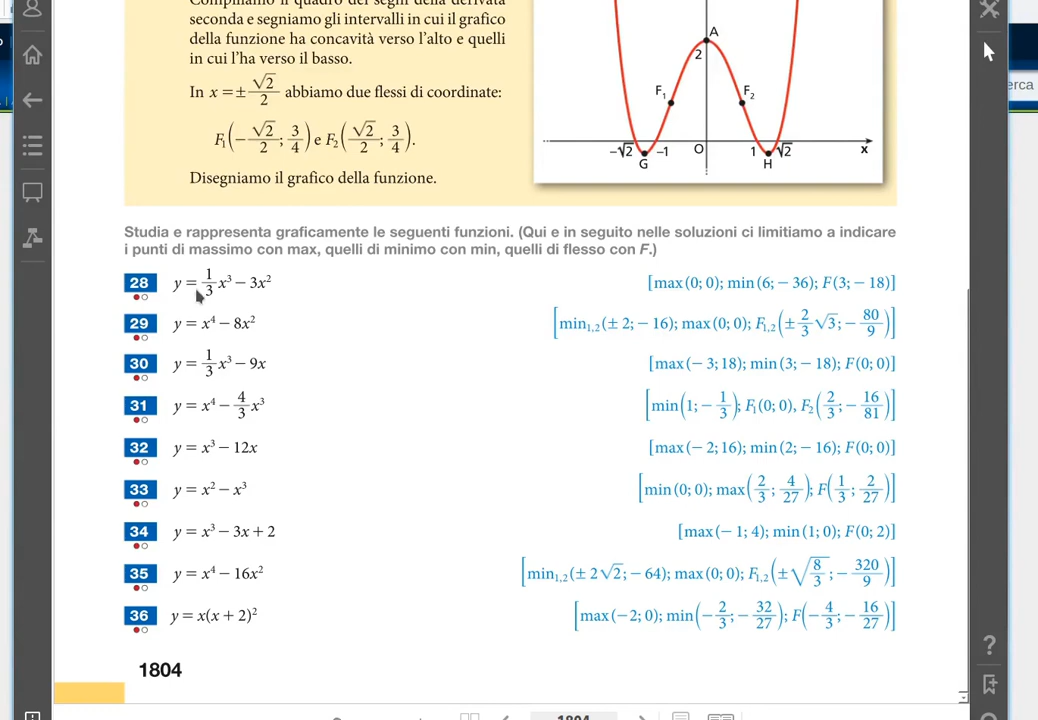 Compiliamo il quadro dei segni della derivata
seconda e segniamo gli intervalli in cui il grafico
della funzione ha concavità verso l'alto e quelli
in cui l'ha verso il basso.
In x = ± √2/2 abbiamo due flessi di coordinate:
F₁(−√2/2; 3/4) e F₂(√2/2; 3/4).
Disegniamo il grafico della funzione.
A
2
F₁
F₂
−√2
−1
O
1
√2
x
G
H
erca
Studia e rappresenta graficamente le seguenti funzioni. (Qui e in seguito nelle soluzioni ci limitiamo a indicare
i punti di massimo con max, quelli di minimo con min, quelli di flesso con F.)
28 y = 1/3 x³ − 3x² [max(0; 0); min(6; − 36); F(3; − 18)]
29 y = x⁴ − 8x² [min₁,₂(± 2; − 16); max(0; 0); F₁,₂(± 2/3 √3; − 80/9)]
30 y = 1/3 x³ − 9x [max(− 3; 18); min(3; − 18); F(0; 0)]
31 y = x⁴ − 4/3 x³ [min(1; − 1/3); F₁(0; 0), F₂(2/3; − 16/81)]
32 y = x³ − 12x [max(− 2; 16); min(2; − 16); F(0; 0)]
33 y = x² − x³ [min(0; 0); max(2/3; 4/27); F(1/3; 2/27)]
34 y = x³ − 3x + 2 [max(− 1; 4); min(1; 0); F(0; 2)]
35 y = x⁴ − 16x² [min₁,₂(± 2√2; − 64); max(0; 0); F₁,₂(± √(8/3); − 320/9)]
36 y = x(x + 2)² [max(−2; 0); min(− 2/3; − 32/27); F(− 4/3; − 16/27)]
1804
?
1804